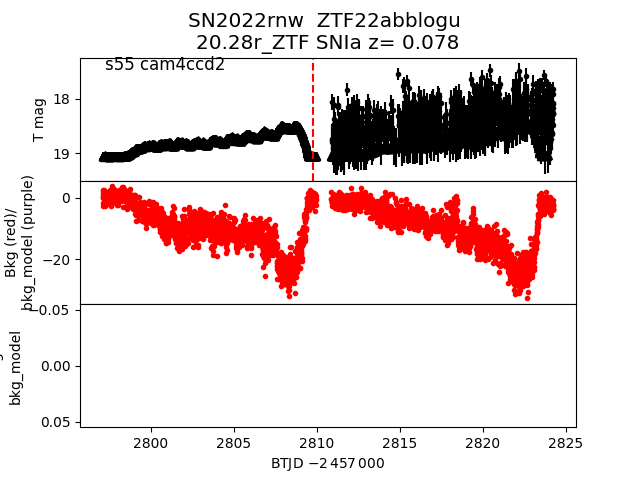 SN2022rnw ZTF22abblogu
20.28r_ZTF SNIa z= 0.078
s55 cam4ccd2
T mag
18
19
Bkg (red)/
bkg_model (purple)
0
−20
bkg_model
−0.05
0.00
0.05
2800 2805 2810 2815 2820 2825
BTJD −2 457 000